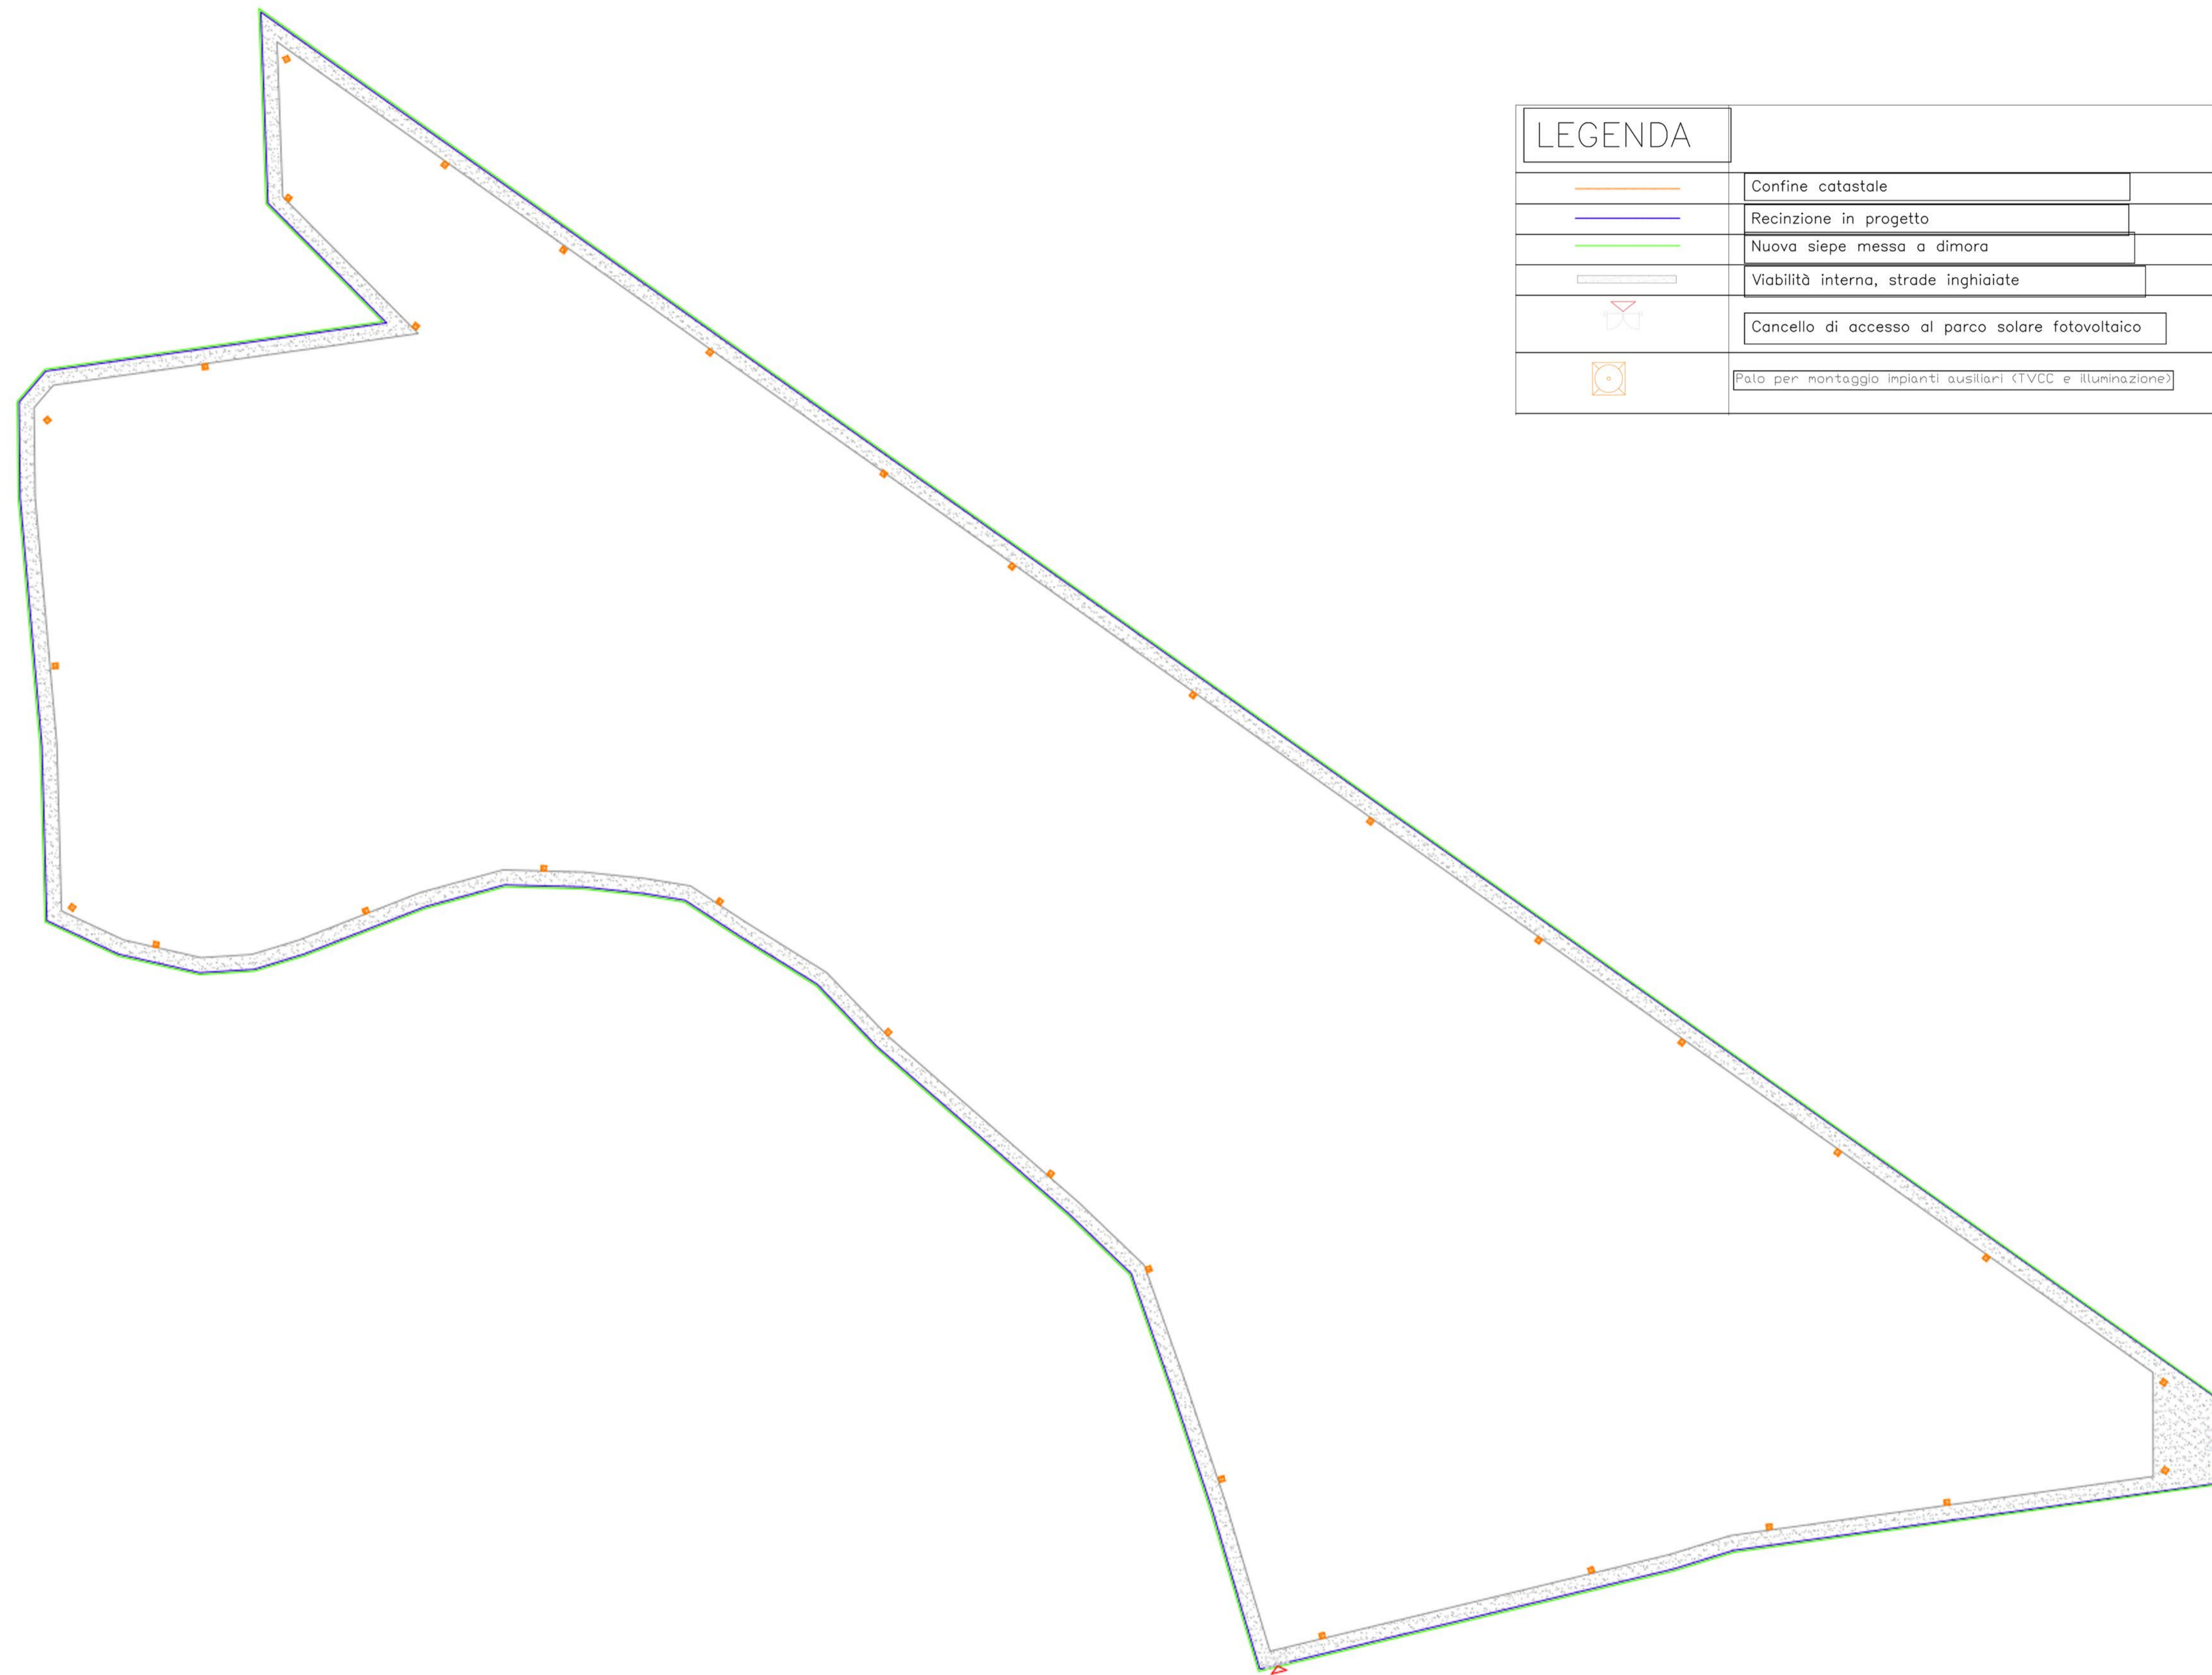 LEGENDA
Confine catastale
Recinzione in progetto
Nuova siepe messa a dimora
Viabilità interna, strade inghiaiate
Cancello di accesso al parco solare fotovoltaico
Palo per montaggio impianti ausiliari (TVCC e illuminazione)